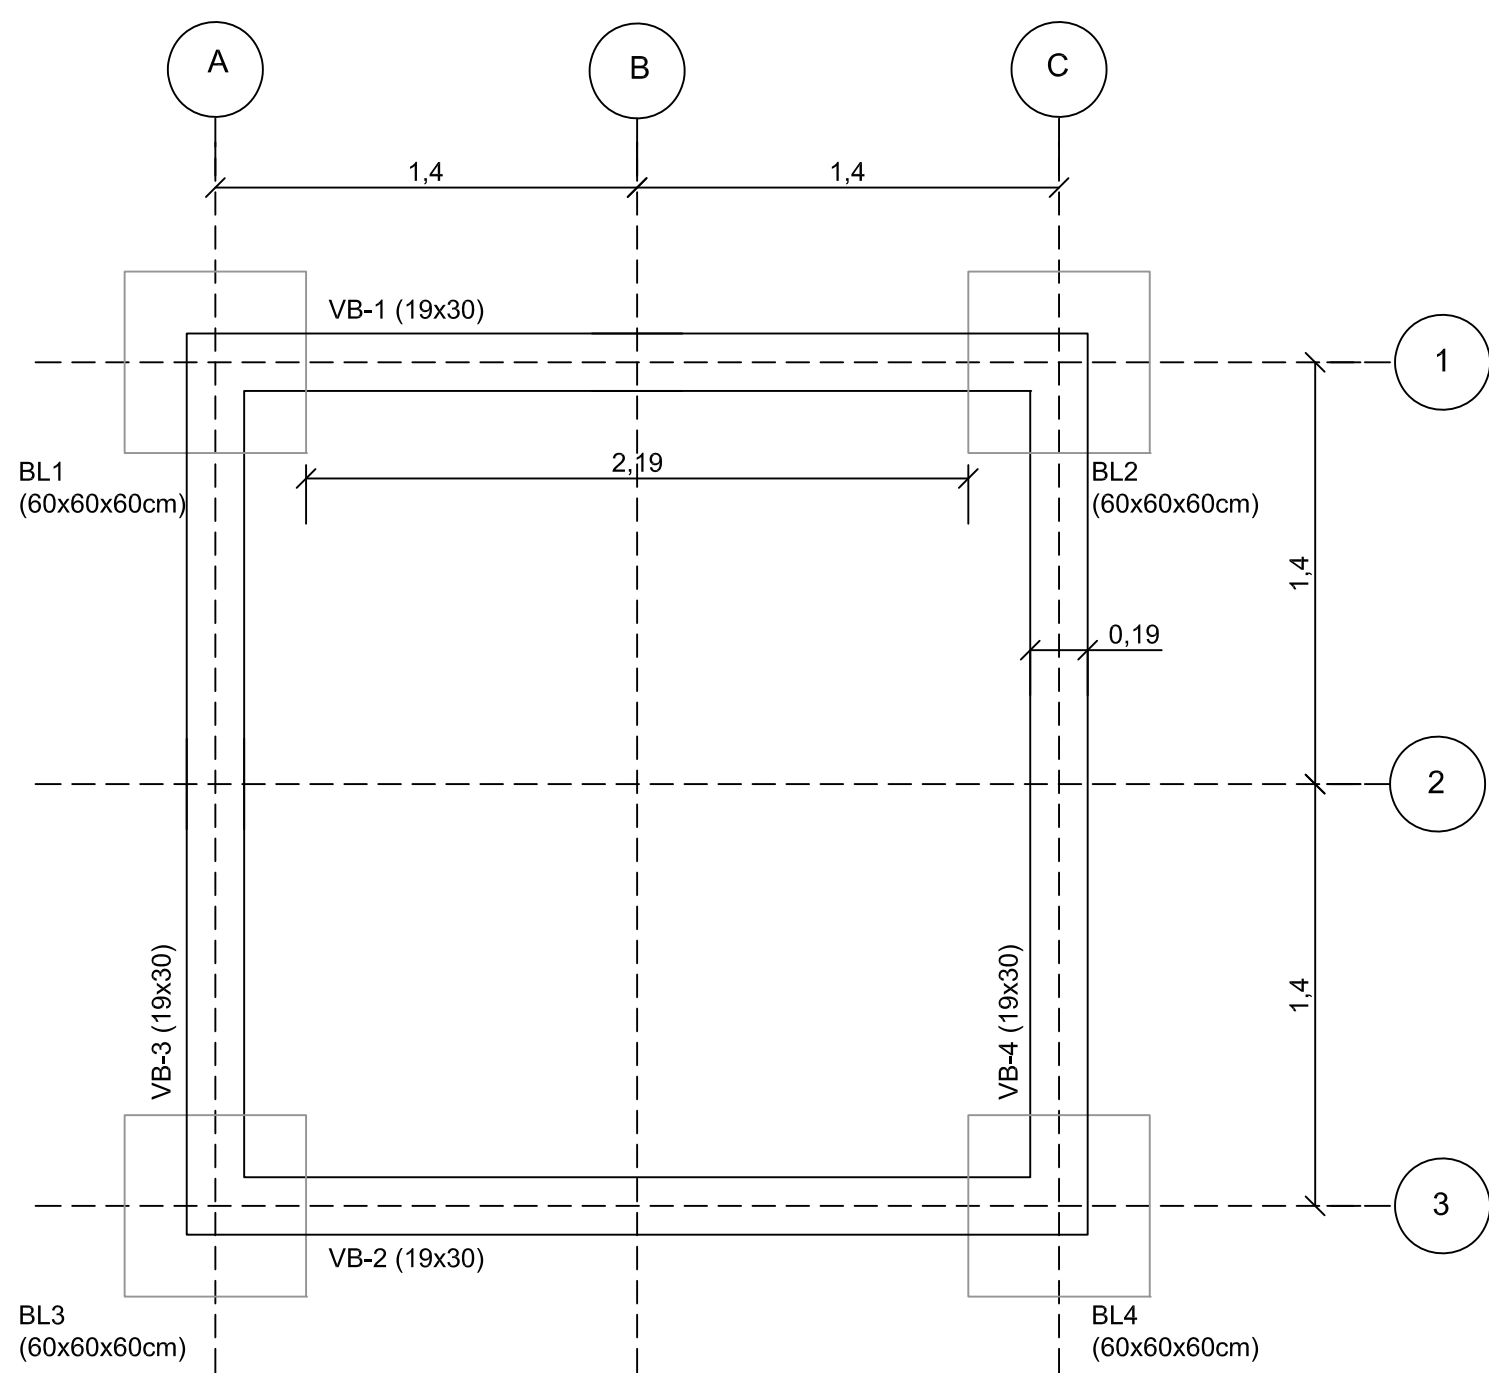 A
B
C
1,4
1,4
VB-1 (19x30)
1
2,19
BL1
(60x60x60cm)
BL2
(60x60x60cm)
1,4
0,19
2
VB-3 (19x30)
VB-4 (19x30)
1,4
3
VB-2 (19x30)
BL3
(60x60x60cm)
BL4
(60x60x60cm)